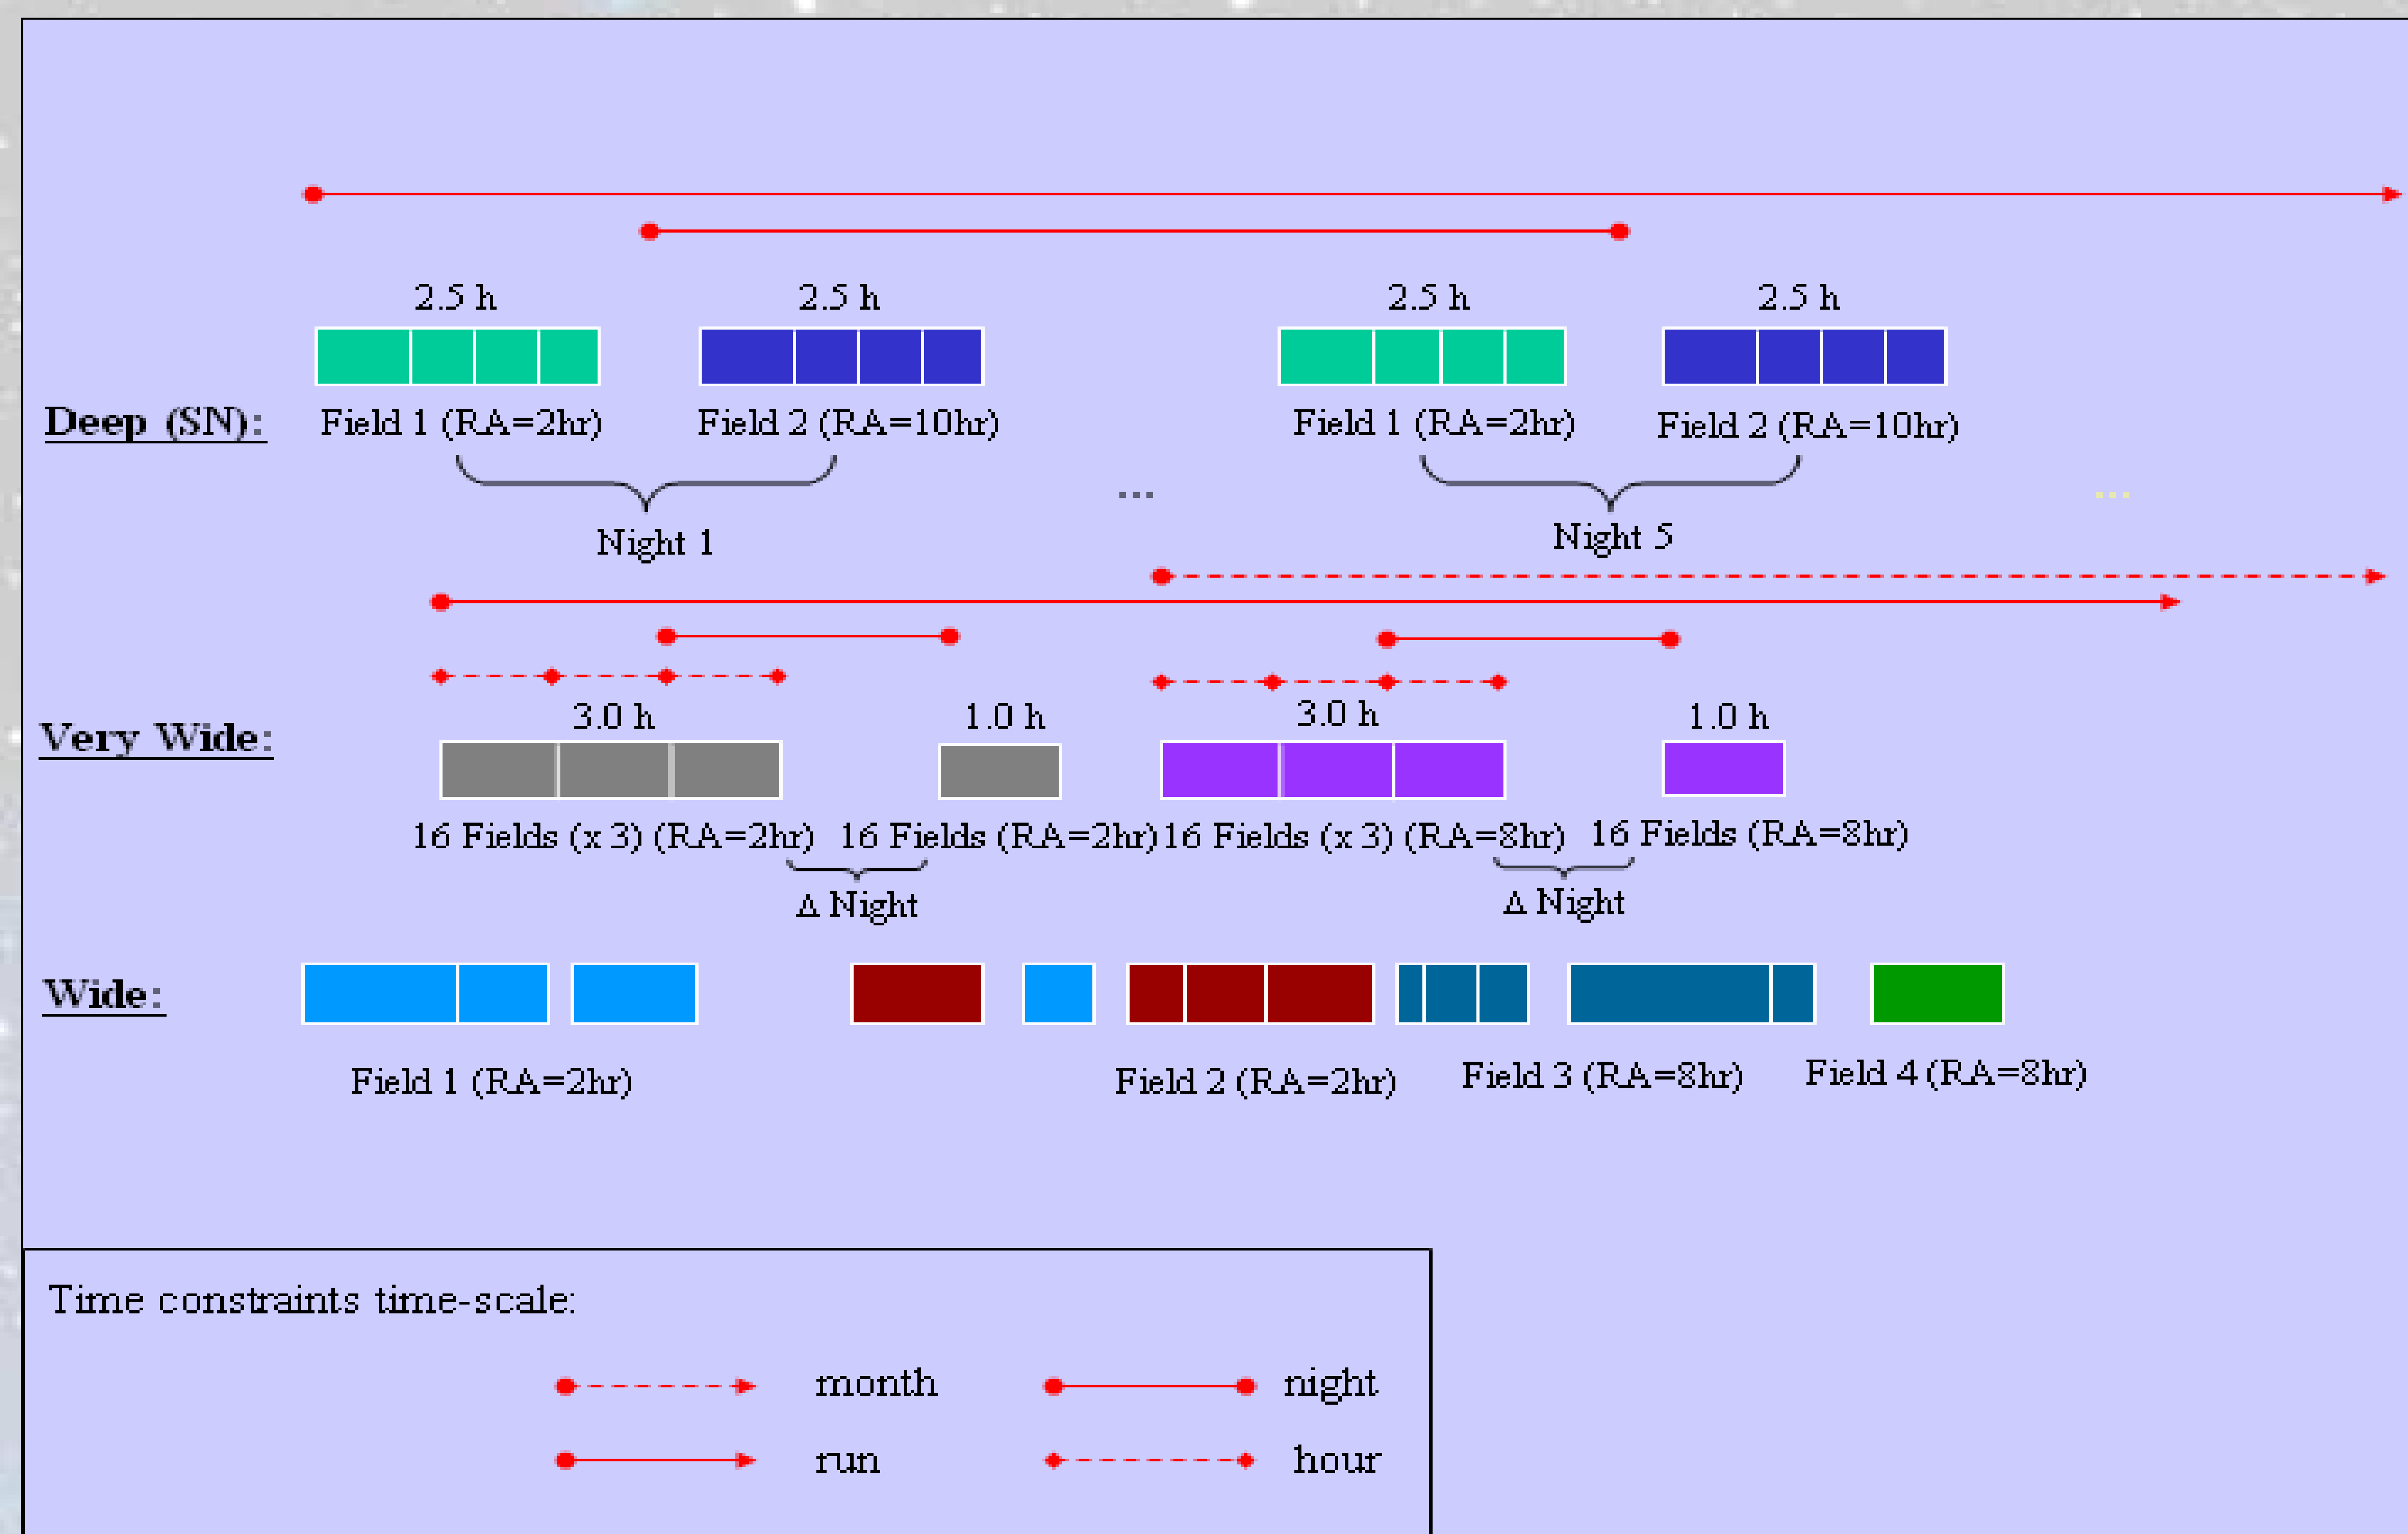 2.5 h 2.5 h 2.5 h 2.5 h
Deep (SN): Field 1 (RA=2hr) Field 2 (RA=10hr) Field 1 (RA=2hr) Field 2 (RA=10hr)
... ...
Night 1 Night 5
3.0 h 1.0 h 3.0 h 1.0 h
Very Wide:
16 Fields (x 3) (RA=2hr) 16 Fields (RA=2hr) 16 Fields (x 3) (RA=8hr) 16 Fields (RA=8hr)
Δ Night Δ Night
Wide:
Field 1 (RA=2hr) Field 2 (RA=2hr) Field 3 (RA=8hr) Field 4 (RA=8hr)
Time constraints time-scale:
month night
run hour